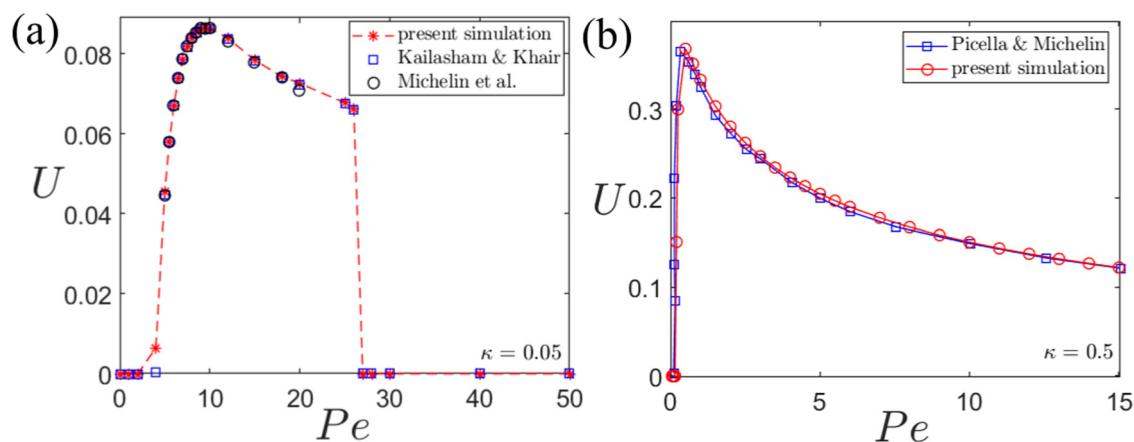 (a)
present simulation
Kailasham & Khair
Michelin et al.
0.08
0.06
0.04
0.02
0
U
κ = 0.05
0 10 20 30 40 50
Pe
(b)
Picella & Michelin
present simulation
0.3
0.2
0.1
0
U
κ = 0.5
0 5 10 15
Pe